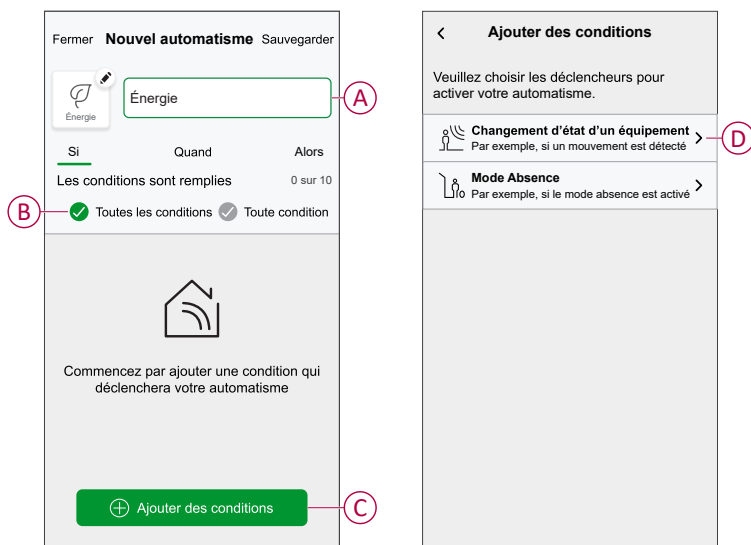 Fermer Nouvel automatisme Sauvegarder
Énergie
Énergie
A
Si Quand Alors
Les conditions sont remplies 0 sur 10
B
Toutes les conditions Toute condition
Commencez par ajouter une condition qui
déclenchera votre automatisme
Ajouter des conditions
C
Ajouter des conditions
Veuillez choisir les déclencheurs pour
activer votre automatisme.
Changement d’état d’un équipement
Par exemple, si un mouvement est détecté
D
Mode Absence
Par exemple, si le mode absence est activé